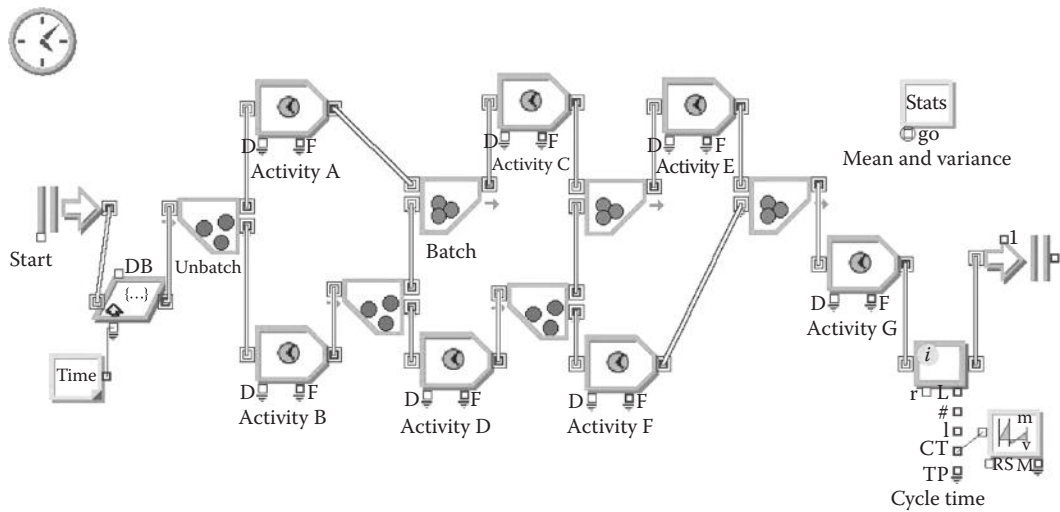 Start
DB
{...}
Time
Unbatch
D F
Activity A
D F
Activity B
Batch
D F
Activity C
D F
Activity D
D F
Activity E
D F
Activity F
Stats
go
Mean and variance
D F
Activity G
1
i
r L
#
l
CT
TP
Cycle time
m
v
RS M